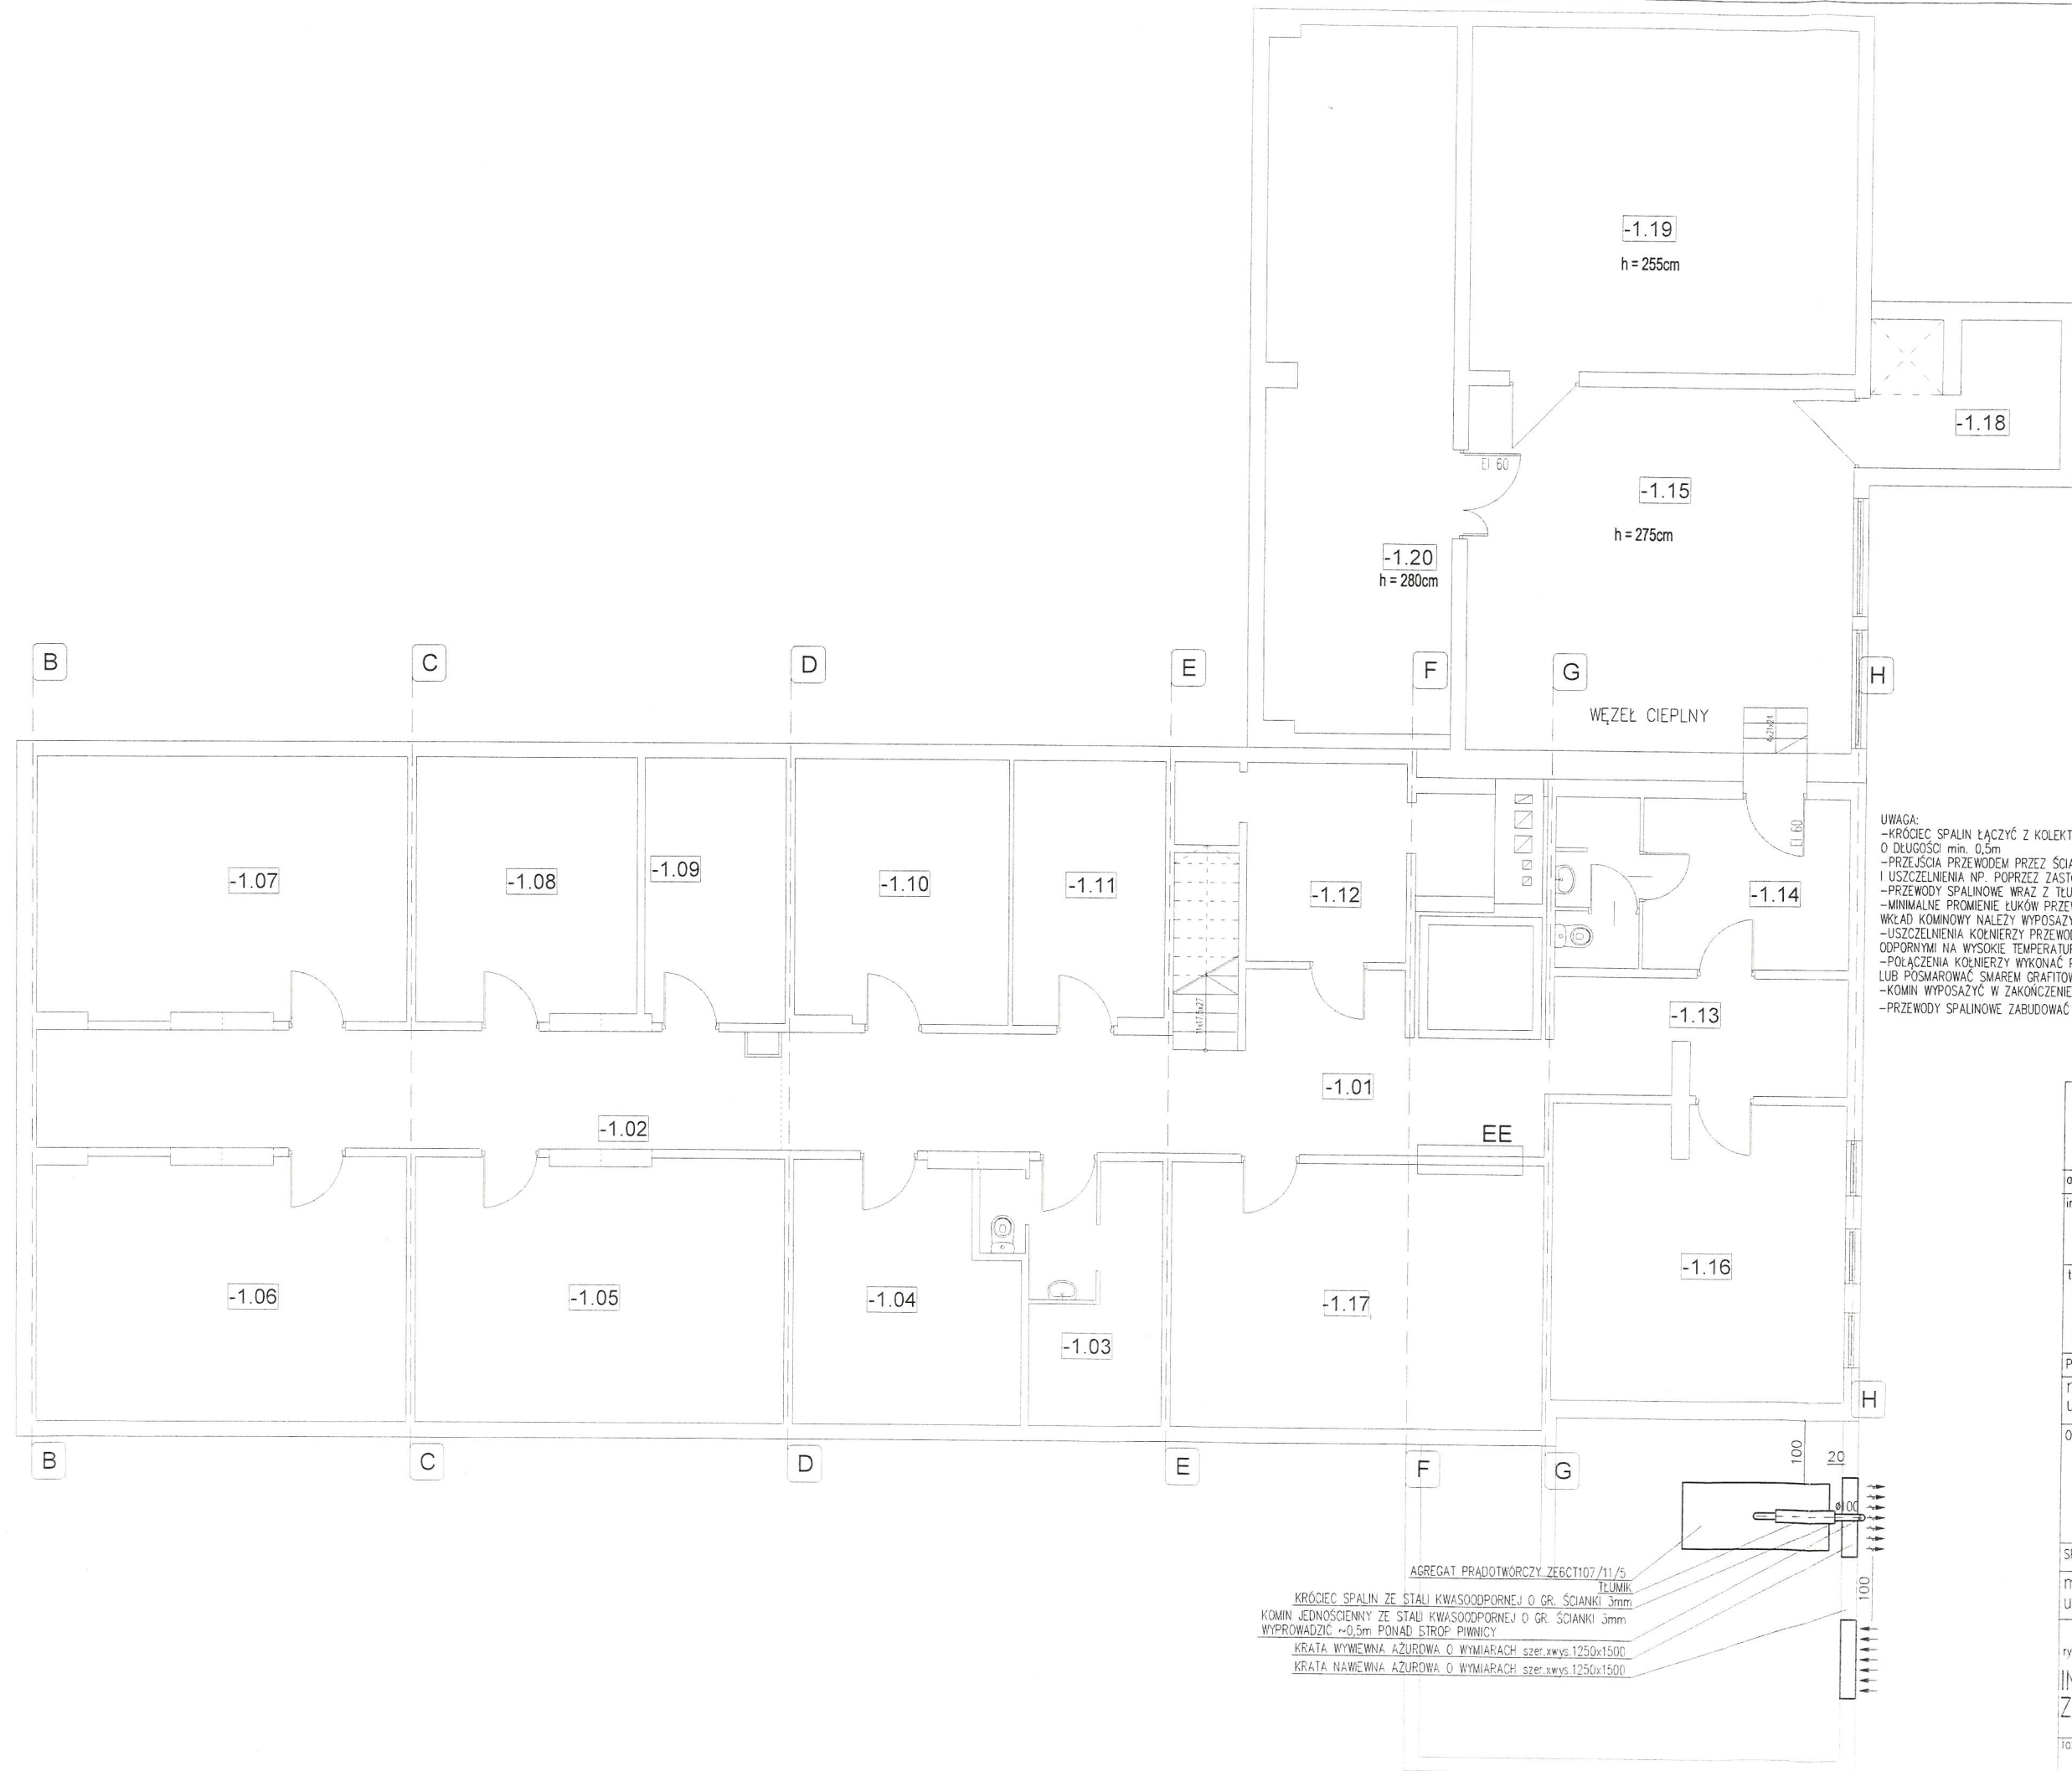 -1.19
h = 255cm
-1.18
EI 60
-1.15
h = 275cm
-1.20
h = 280cm
B
C
D
E
F
G
H
WĘZEŁ CIEPLNY
4x21x21
-1.07
-1.08
-1.09
-1.10
-1.11
-1.12
EI 60
-1.14
UWAGA:
-KRÓCIEC SPALIN ŁĄCZYĆ Z KOLEKT
O DŁUGOŚCI min. 0,5m
-PRZEJŚCIA PRZEWODEM PRZEZ ŚCIA
I USZCZELNIENIA NP. POPRZEZ ZAST
-PRZEWODY SPALINOWE WRAZ Z TŁU
-MINIMALNE PROMIENIE ŁUKÓW PRZE
WKŁAD KOMINOWY NALEŻY WYPOSAŻY
-USZCZELNIENIA KOŁNIERZY PRZEWO
ODPORNYMI NA WYSOKIE TEMPERATU
-POŁĄCZENIA KOŁNIERZY WYKONAĆ
LUB POSMAROWAĆ SMAREM GRAFITO
-KOMIN WYPOSAŻYĆ W ZAKOŃCZENIE
-PRZEWODY SPALINOWE ZABUDOWAĆ
11x17,5x27
-1.13
-1.01
-1.02
EE
-1.06
-1.05
-1.04
-1.03
-1.17
-1.16
H
B
C
D
E
F
G
100
20
ø100
AGREGAT PRĄDOTWÓRCZY ZE6CT107/11/5
TŁUMIK
KRÓCIEC SPALIN ZE STALI KWASOODPORNEJ O GR. ŚCIANKI 3mm
KOMIN JEDNOŚCIENNY ZE STALI KWASOODPORNEJ O GR. ŚCIANKI 3mm
WYPROWADZIĆ ~0,5m PONAD STROP PIWNICY
KRATA WYWIEWNA AŻUROWA O WYMIARACH szer.xwys.1250x1500
KRATA NAWIEWNA AŻUROWA O WYMIARACH szer.xwys.1250x1500
100